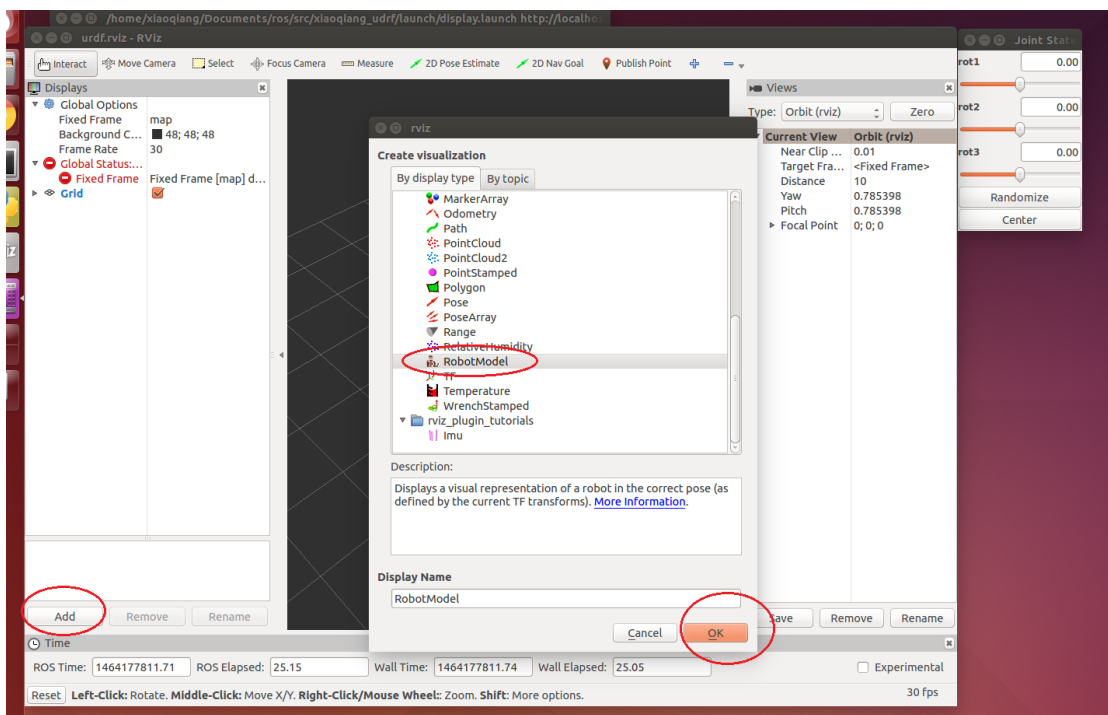 /home/xiaoqiang/Documents/ros/src/xiaoqiang_udrf/launch/display.launch http://localhos
urdf.rviz - RViz
Joint State
Interact Move Camera Select Focus Camera Measure 2D Pose Estimate 2D Nav Goal Publish Point
rot1 0.00
rot2 0.00
rot3 0.00
Randomize
Center
Displays
Global Options
Fixed Frame map
Background C... 48; 48; 48
Frame Rate 30
Global Status:...
Fixed Frame Fixed Frame [map] d...
Grid
Add Remove Rename
rviz
Create visualization
By display type By topic
MarkerArray
Odometry
Path
PointCloud
PointCloud2
PointStamped
Polygon
Pose
PoseArray
Range
RelativeHumidity
RobotModel
TF
Temperature
WrenchStamped
rviz_plugin_tutorials
Imu
Description:
Displays a visual representation of a robot in the correct pose (as
defined by the current TF transforms). More Information.
Display Name
RobotModel
Cancel OK
Views
Type: Orbit (rviz) Zero
Current View Orbit (rviz)
Near Clip ... 0.01
Target Fra... <Fixed Frame>
Distance 10
Yaw 0.785398
Pitch 0.785398
Focal Point 0; 0; 0
Save Remove Rename
Time
ROS Time: 1464177811.71 ROS Elapsed: 25.15 Wall Time: 1464177811.74 Wall Elapsed: 25.05 Experimental
Reset Left-Click: Rotate. Middle-Click: Move X/Y. Right-Click/Mouse Wheel:: Zoom. Shift: More options. 30 fps